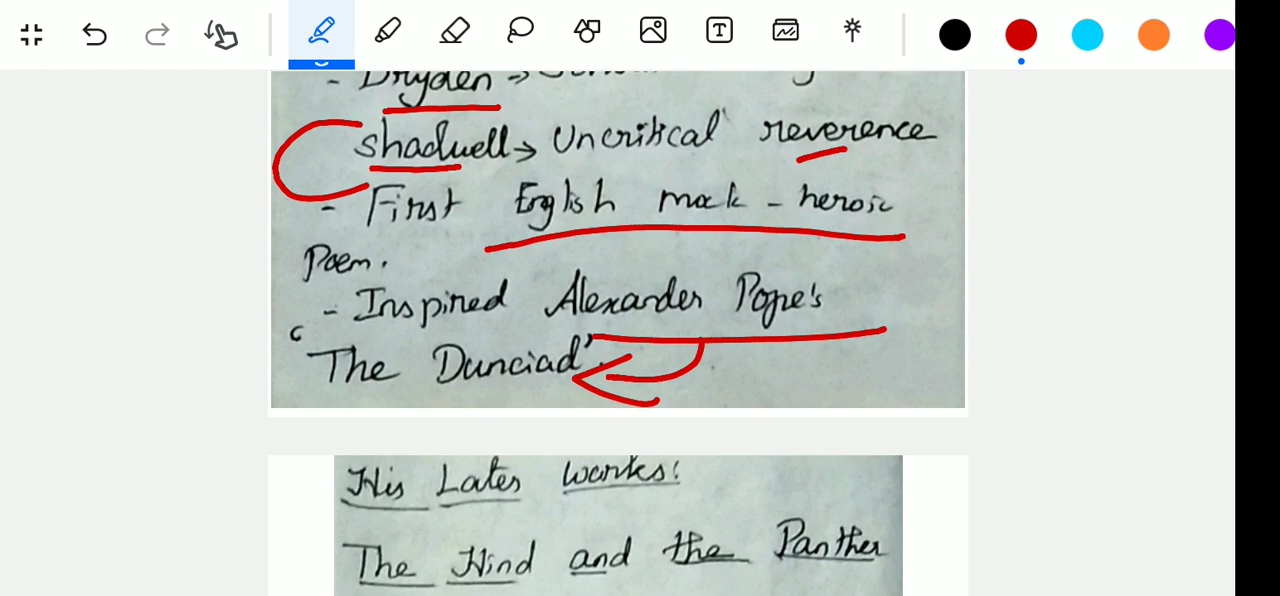 - Dryden →
shadwell → Uncritical reverence
- First English mock-heroic
Poem.
- Inspired Alexander Pope's
'The Dunciad'.
His Later works:
The Hind and the Panther
T